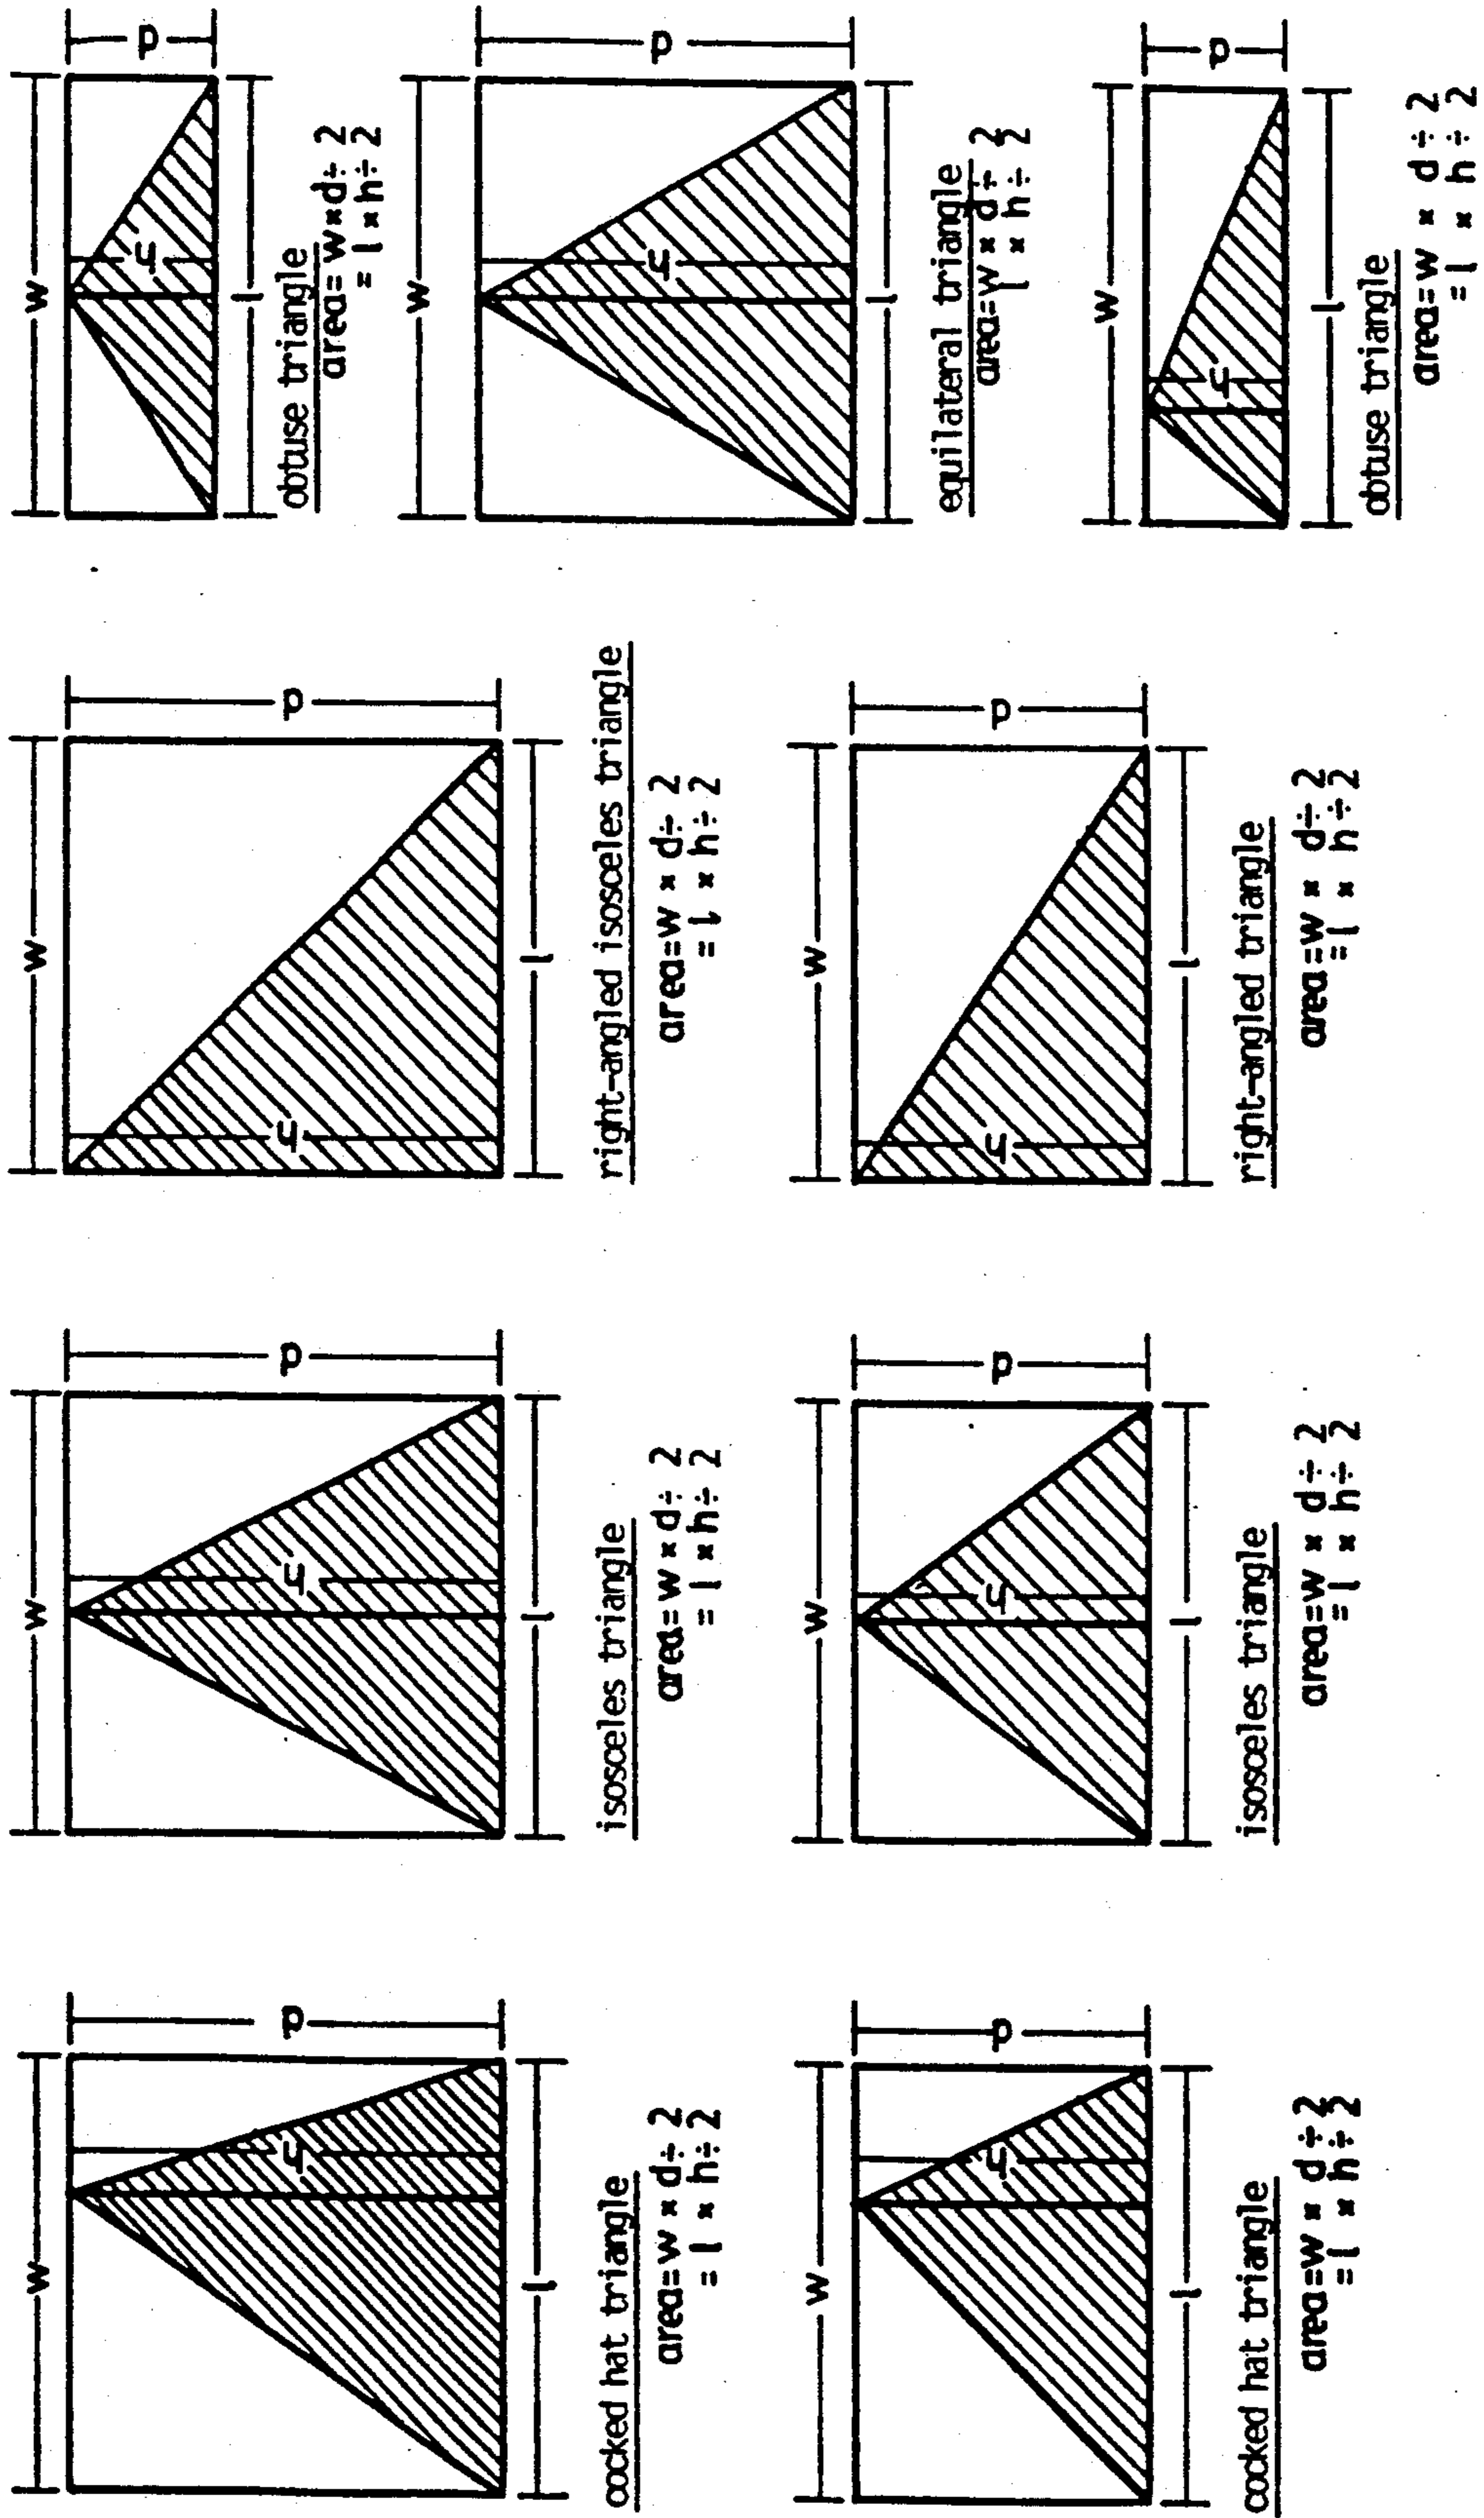 w
h
d
l
cocked hat triangle
area=w × d÷ 2
= l × h÷ 2
w
h
d
l
isosceles triangle
area=w × d÷ 2
= l × h÷ 2
w
h
d
l
right-angled isosceles triangle
area=w × d÷ 2
= l × h÷ 2
w
h
d
l
obtuse triangle
area=w×d÷ 2
= l ×h÷ 2
w
h
d
l
equilateral triangle
area=w × d÷ 2
l × h÷ 2
w
h
d
l
cocked hat triangle
area=w × d ÷ 2
= l × h÷ 2
w
h
d
l
isosceles triangle
area=w × d ÷ 2
= l × h÷ 2
w
h
d
l
right-angled triangle
area=w × d÷ 2
= l × h÷ 2
w
h
d
l
obtuse triangle
area=w × d÷ 2
= l × h÷ 2